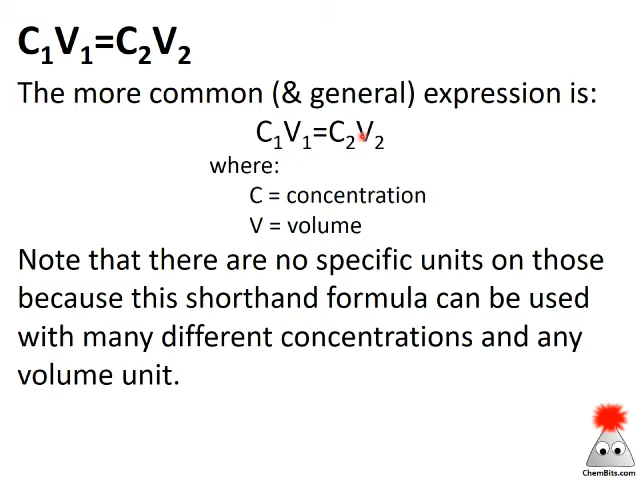 C₁V₁=C₂V₂
The more common (& general) expression is:
C₁V₁=C₂V₂
where:
C = concentration
V = volume
Note that there are no specific units on those
because this shorthand formula can be used
with many different concentrations and any
volume unit.
ChemBits.com